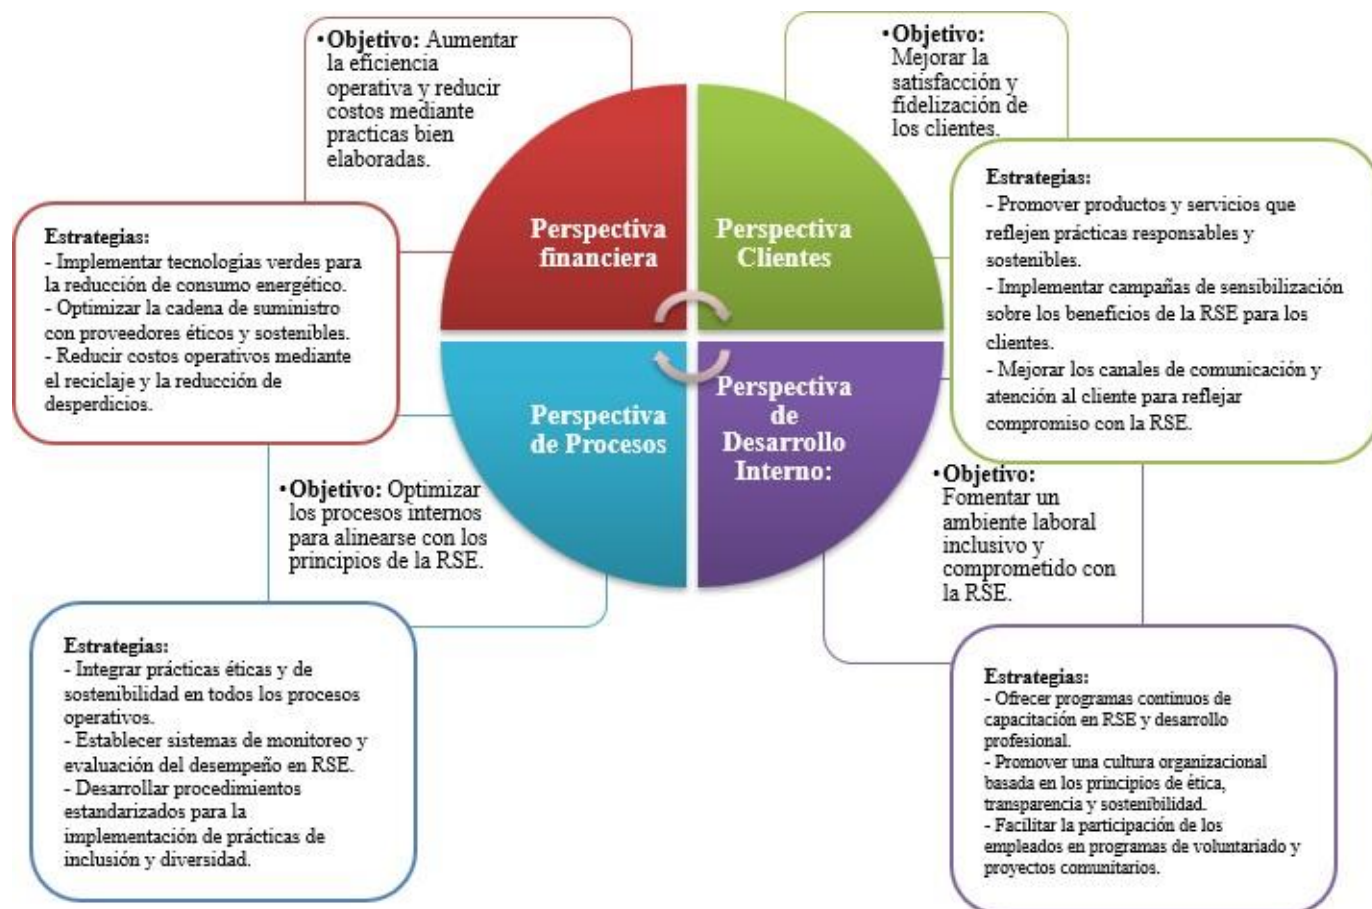 •Objetivo: Aumentar
la eficiencia
operativa y reducir
costos mediante
practicas bien
elaboradas.
Estrategias:
- Implementar tecnologías verdes para
la reducción de consumo energético.
- Optimizar la cadena de suministro
con proveedores éticos y sostenibles.
- Reducir costos operativos mediante
el reciclaje y la reducción de
desperdicios.
Perspectiva
financiera
•Objetivo:
Mejorar la
satisfacción y
fidelización de
los clientes.
Estrategias:
- Promover productos y servicios que
reflejen prácticas responsables y
sostenibles.
- Implementar campañas de sensibilización
sobre los beneficios de la RSE para los
clientes.
- Mejorar los canales de comunicación y
atención al cliente para reflejar
compromiso con la RSE.
Perspectiva
Clientes
Perspectiva
de Procesos
•Objetivo: Optimizar
los procesos internos
para alinearse con los
principios de la RSE.
Estrategias:
- Integrar prácticas éticas y de
sostenibilidad en todos los procesos
operativos.
- Establecer sistemas de monitoreo y
evaluación del desempeño en RSE.
- Desarrollar procedimientos
estandarizados para la
implementación de prácticas de
inclusión y diversidad.
Perspectiva
de
Desarrollo
Interno:
•Objetivo:
Fomentar un
ambiente laboral
inclusivo y
comprometido con
la RSE.
Estrategias:
- Ofrecer programas continuos de
capacitación en RSE y desarrollo
profesional.
- Promover una cultura organizacional
basada en los principios de ética,
transparencia y sostenibilidad.
- Facilitar la participación de los
empleados en programas de voluntariado y
proyectos comunitarios.